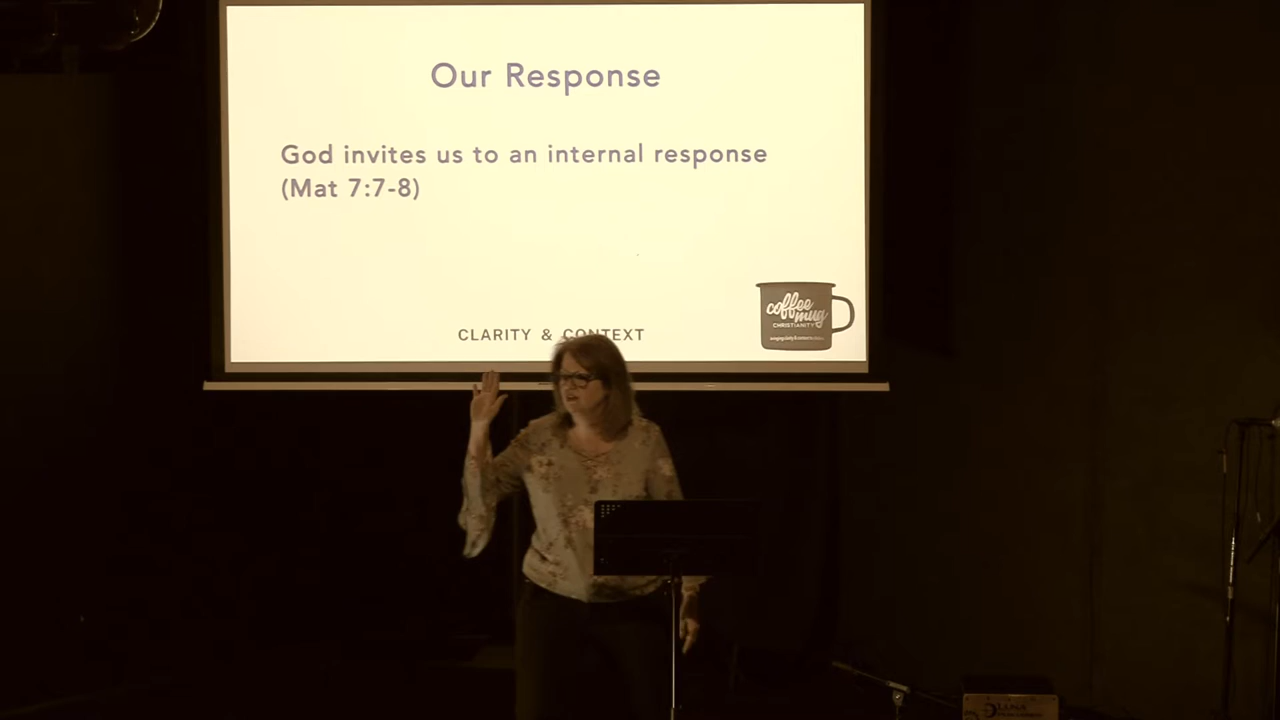 Our Response
God invites us to an internal response
(Mat 7:7-8)
coffee
mug
CHRISTIANITY
CLARITY & CONTEXT